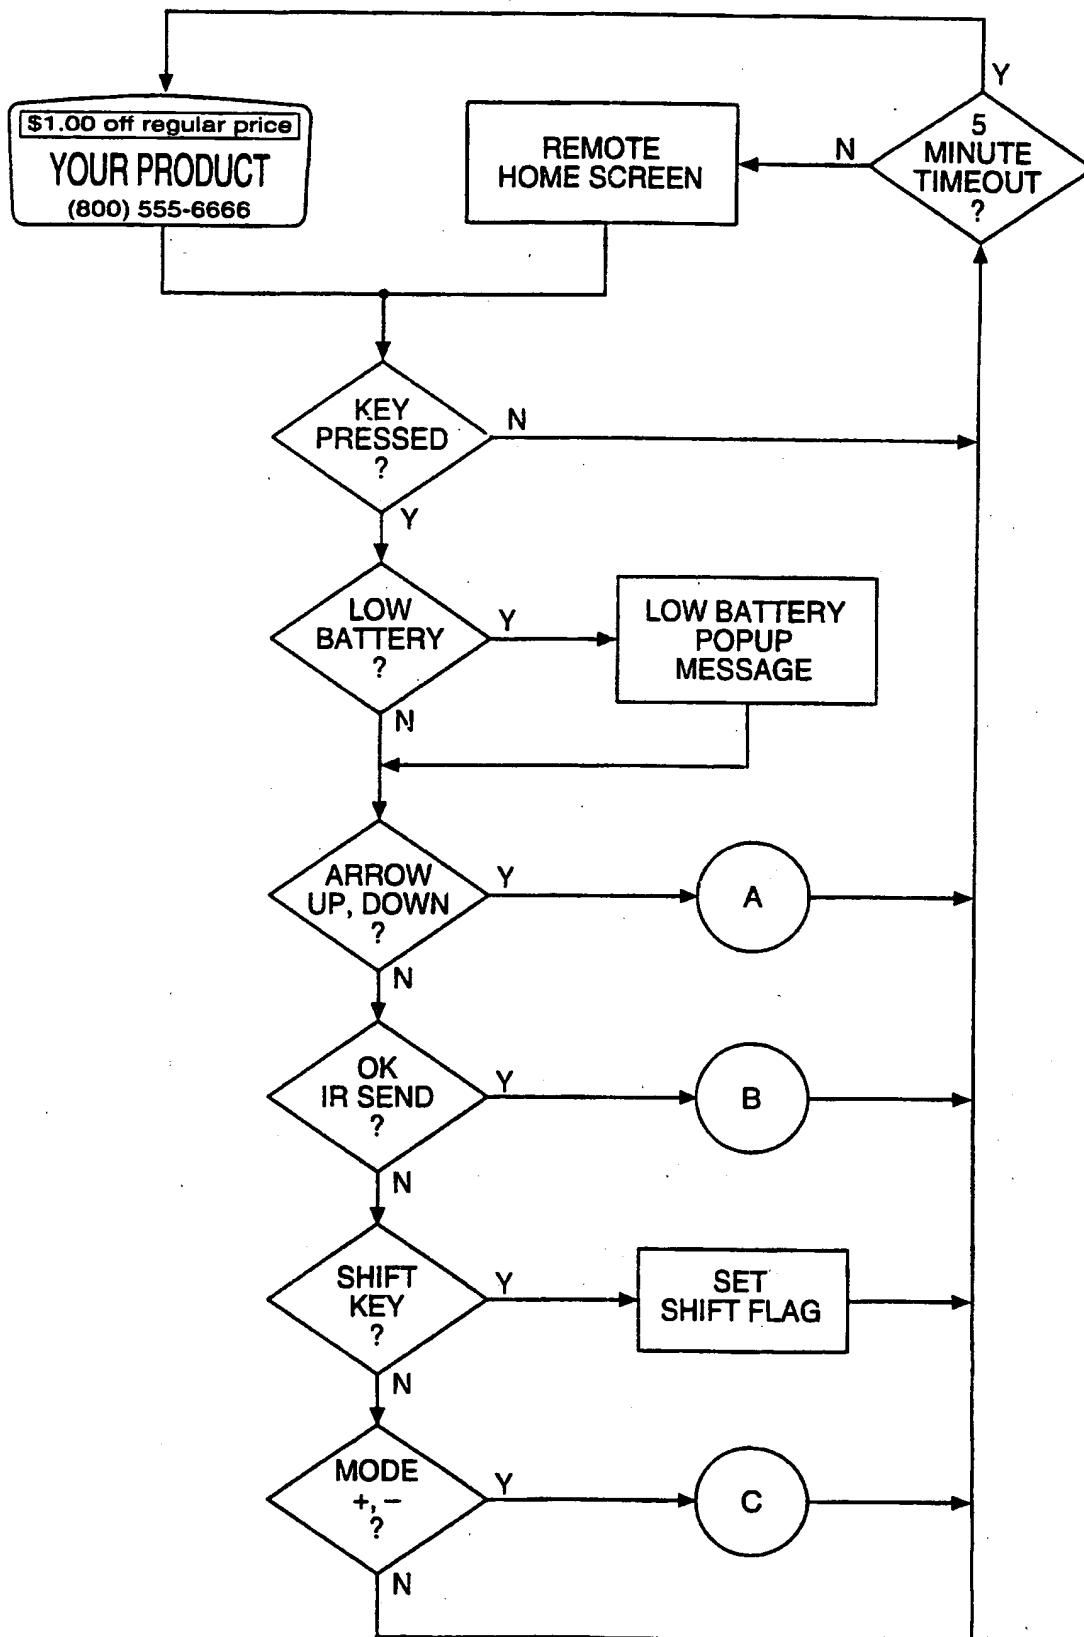 Y
$1.00 off regular price
YOUR PRODUCT
(800) 555-6666
REMOTE
HOME SCREEN
N
5
MINUTE
TIMEOUT
?
KEY
PRESSED
?
N
Y
LOW
BATTERY
?
Y
LOW BATTERY
POPUP
MESSAGE
N
ARROW
UP, DOWN
?
Y
A
N
OK
IR SEND
?
Y
B
N
SHIFT
KEY
?
Y
SET
SHIFT FLAG
N
MODE
+, −
?
Y
C
N